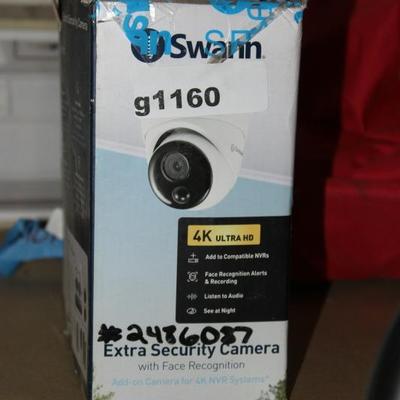 Swann
g1160
4K ULTRA HD
Add to Compatible NVRs
Face Recognition Alerts
& Recording
Listen to Audio
See at Night
#2486087
Extra Security Camera
with Face Recognition
Add-on Camera for 4K NVR Systems*